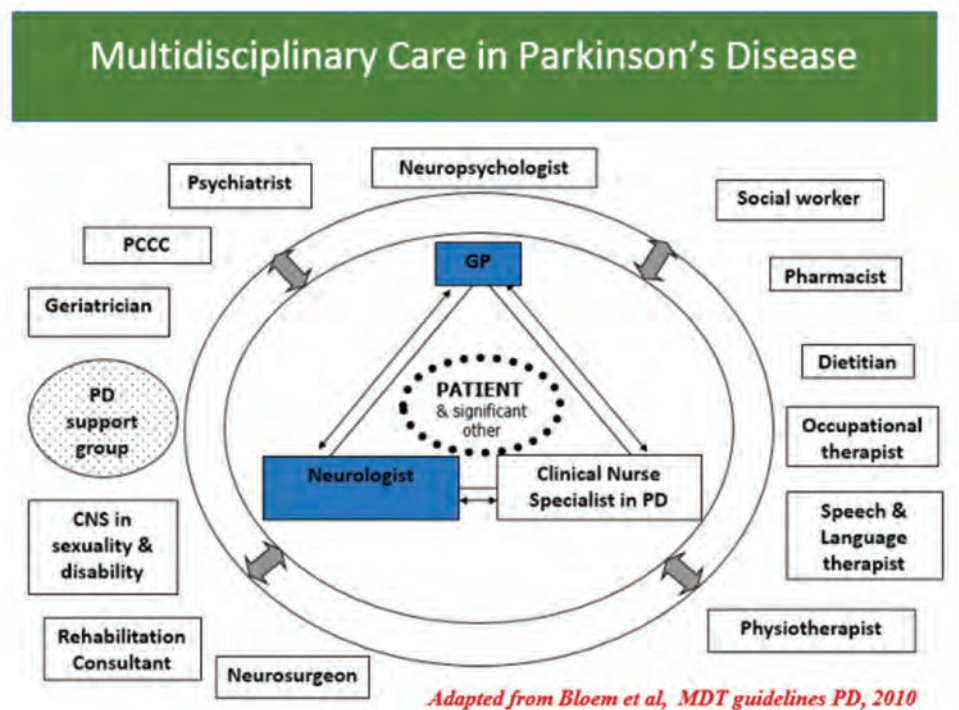 Multidisciplinary Care in Parkinson's Disease
Neuropsychologist
Psychiatrist
Social worker
PCCC
GP
Pharmacist
Geriatrician
Dietitian
PD
support
group
PATIENT
& significant
other
Occupational
therapist
Neurologist
Clinical Nurse
Specialist in PD
CNS in
sexuality &
disability
Speech &
Language
therapist
Rehabilitation
Consultant
Physiotherapist
Neurosurgeon
Adapted from Bloem et al, MDT guidelines PD, 2010